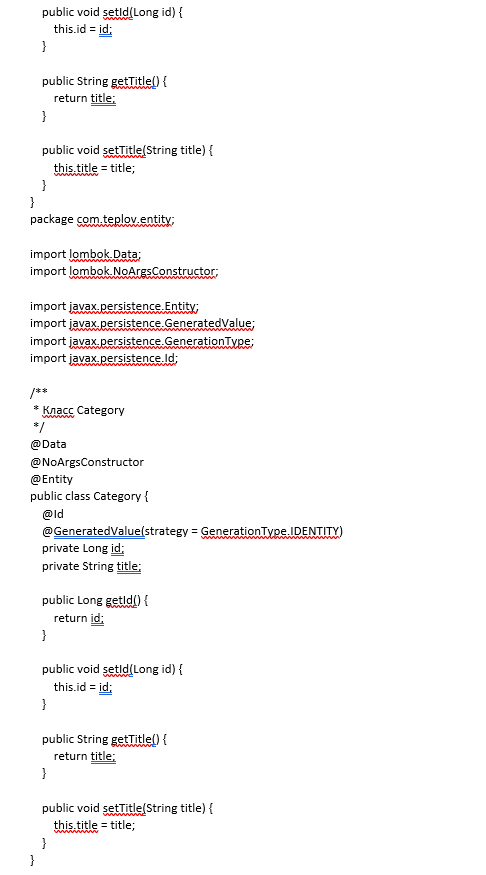 public void setId(Long id) {
this.id = id;
}
public String getTitle() {
return title;
}
public void setTitle(String title) {
this.title = title;
}
}
package com.teplov.entity;
import lombok.Data;
import lombok.NoArgsConstructor;
import javax.persistence.Entity;
import javax.persistence.GeneratedValue;
import javax.persistence.GenerationType;
import javax.persistence.Id;
/**
* Класс Category
*/
@Data
@NoArgsConstructor
@Entity
public class Category {
@Id
@GeneratedValue(strategy = GenerationType.IDENTITY)
private Long id;
private String title;
public Long getId() {
return id;
}
public void setId(Long id) {
this.id = id;
}
public String getTitle() {
return title;
}
public void setTitle(String title) {
this.title = title;
}
}